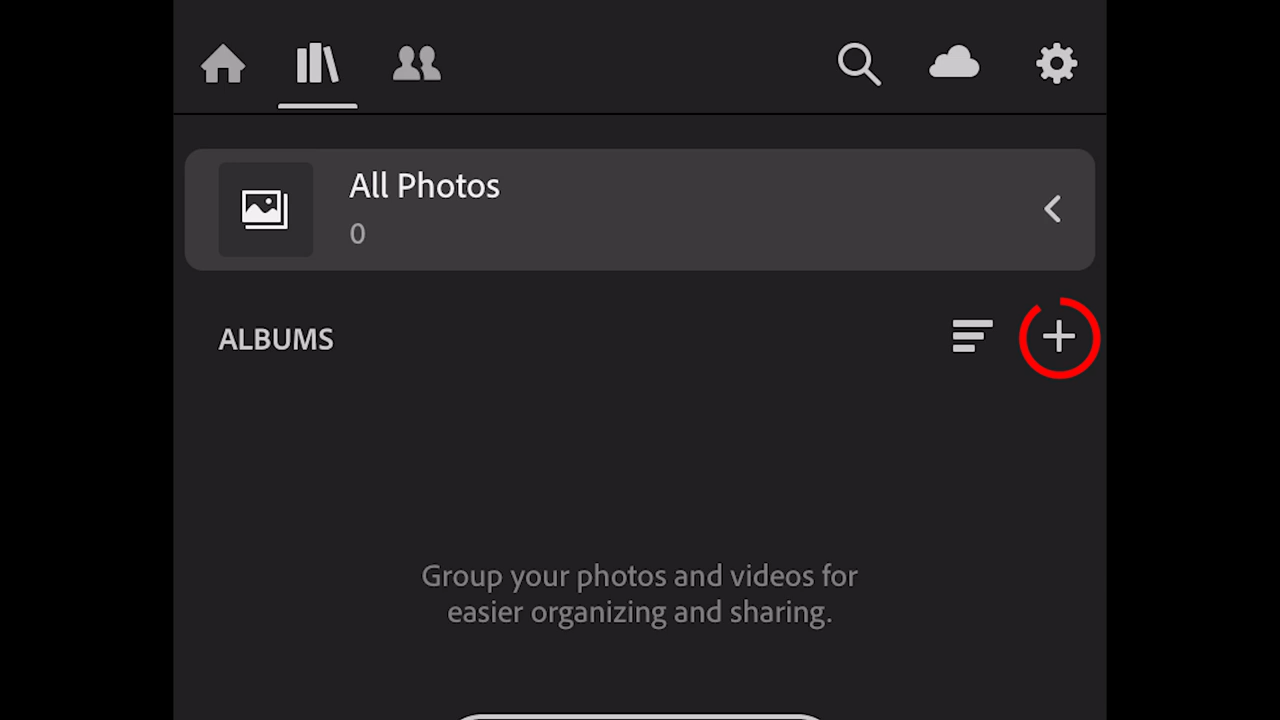 All Photos
0
ALBUMS
Group your photos and videos for
easier organizing and sharing.